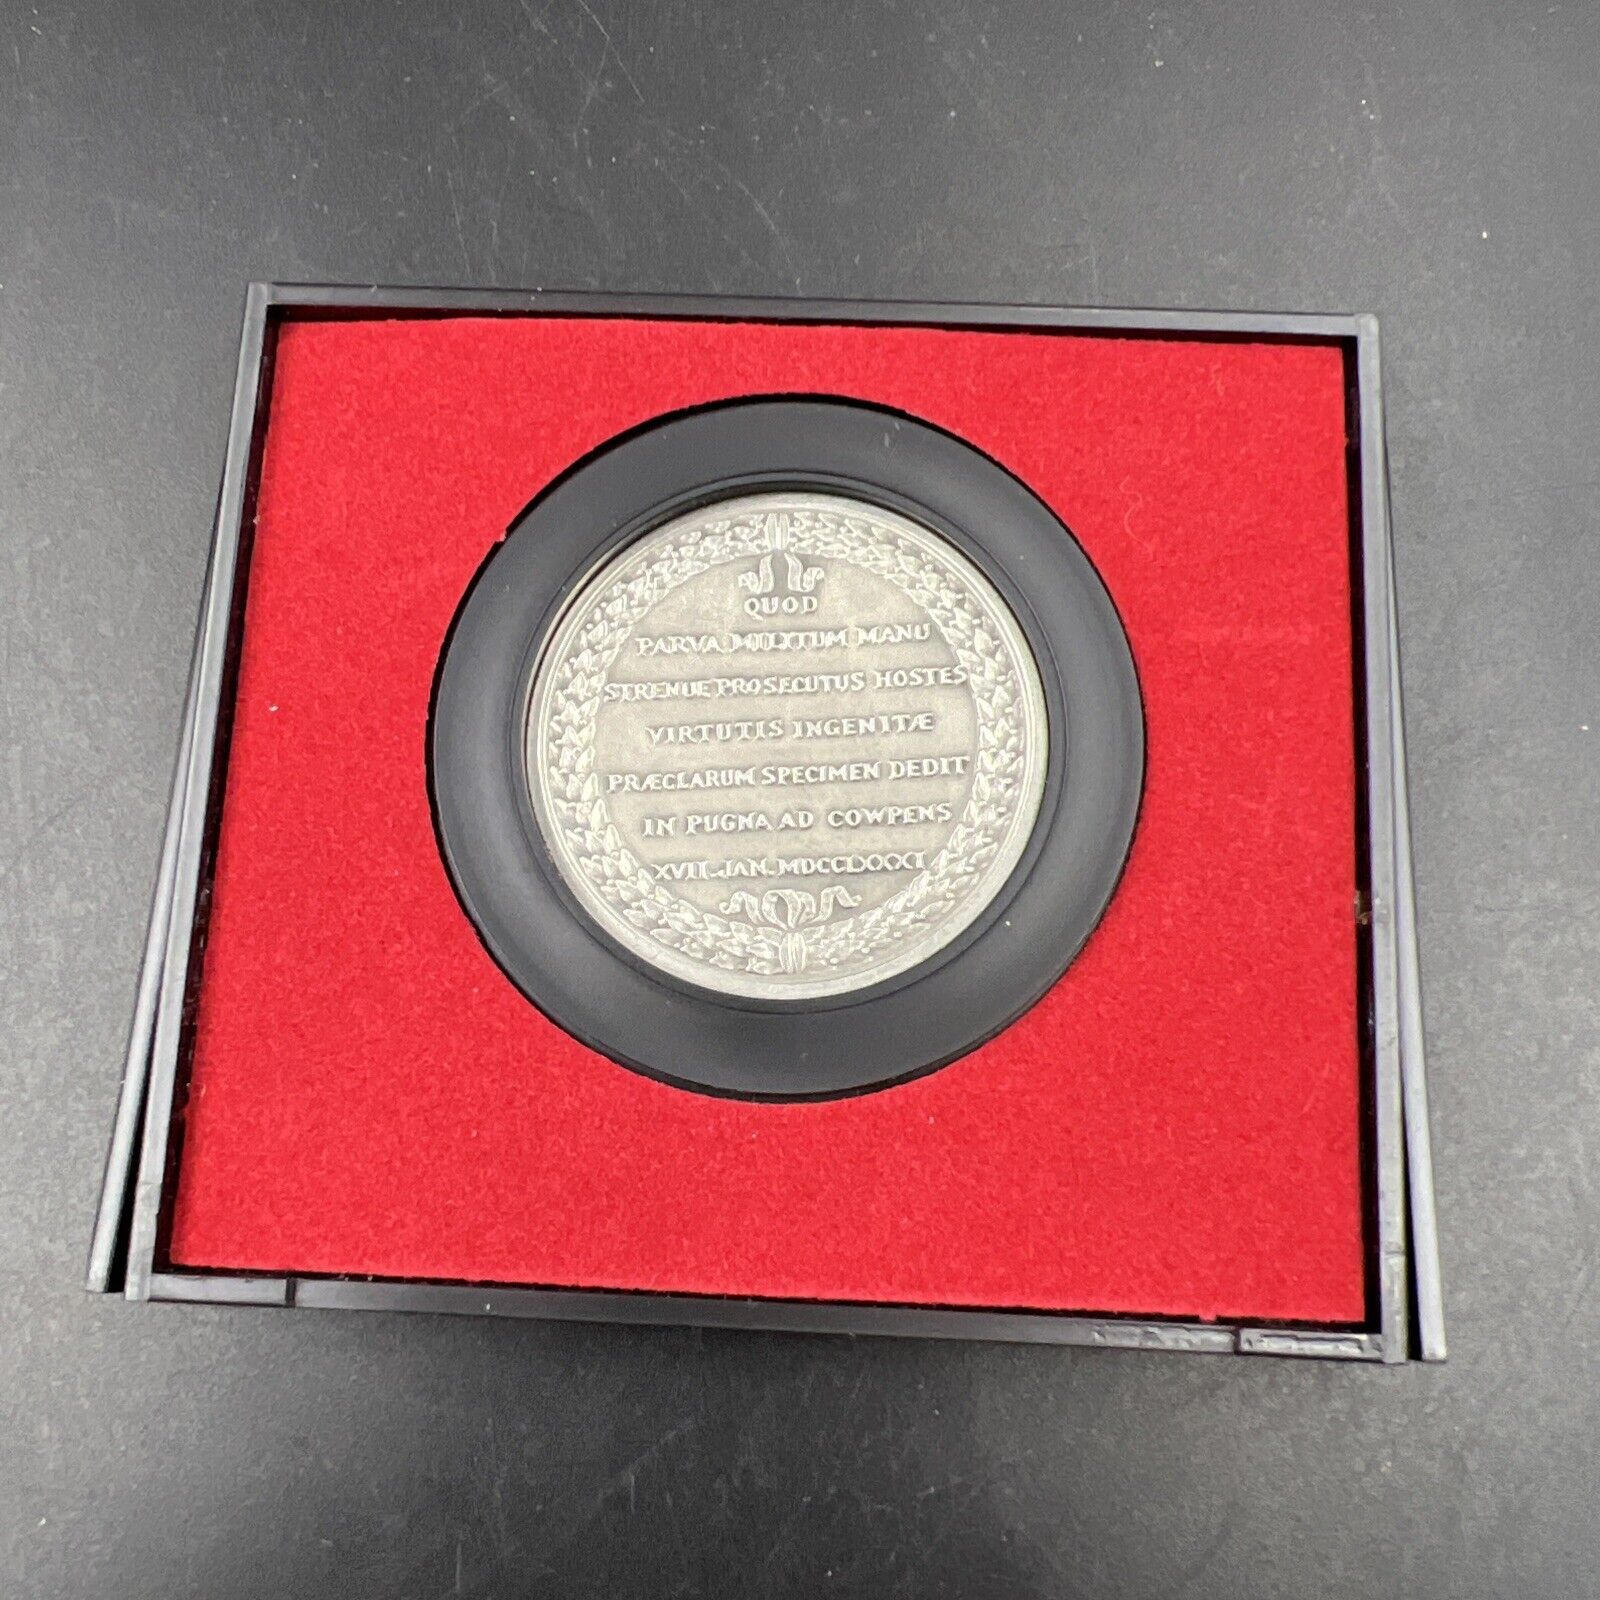 QUOD
PARVA MILITUM MANU
STRENUE PROSECUTUS HOSTES
VIRTUTIS INGENITÆ
PRÆCLARUM SPECIMEN DEDIT
IN PUGNA AD COWPENS
XVII. JAN. MDCCLXXXI